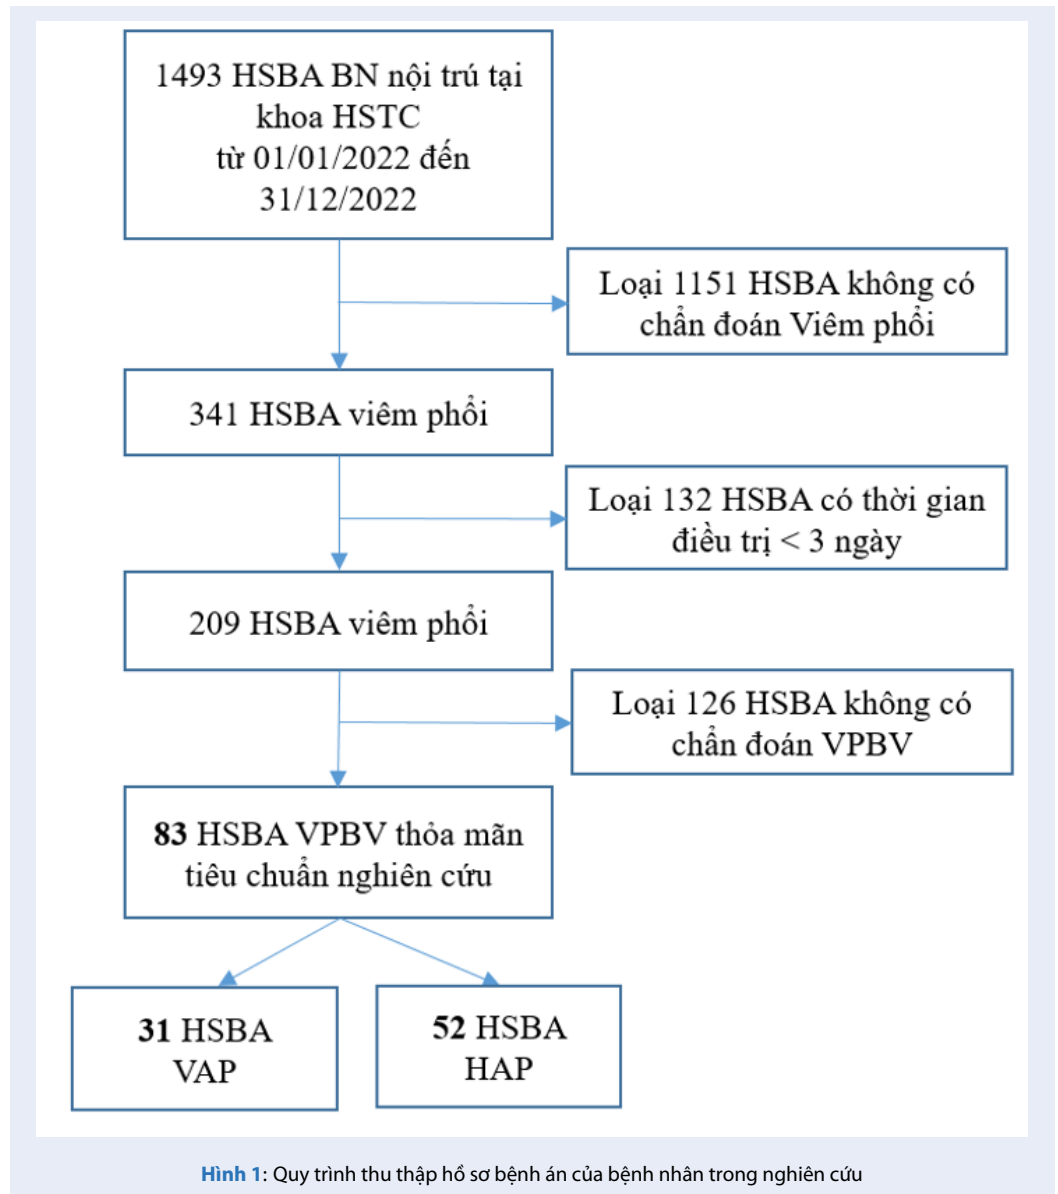 1493 HSBA BN nội trú tại
khoa HSTC
từ 01/01/2022 đến
31/12/2022
Loại 1151 HSBA không có
chẩn đoán Viêm phổi
341 HSBA viêm phổi
Loại 132 HSBA có thời gian
điều trị < 3 ngày
209 HSBA viêm phổi
Loại 126 HSBA không có
chẩn đoán VPBV
83 HSBA VPBV thỏa mãn
tiêu chuẩn nghiên cứu
31 HSBA
VAP
52 HSBA
HAP
Hình 1: Quy trình thu thập hồ sơ bệnh án của bệnh nhân trong nghiên cứu